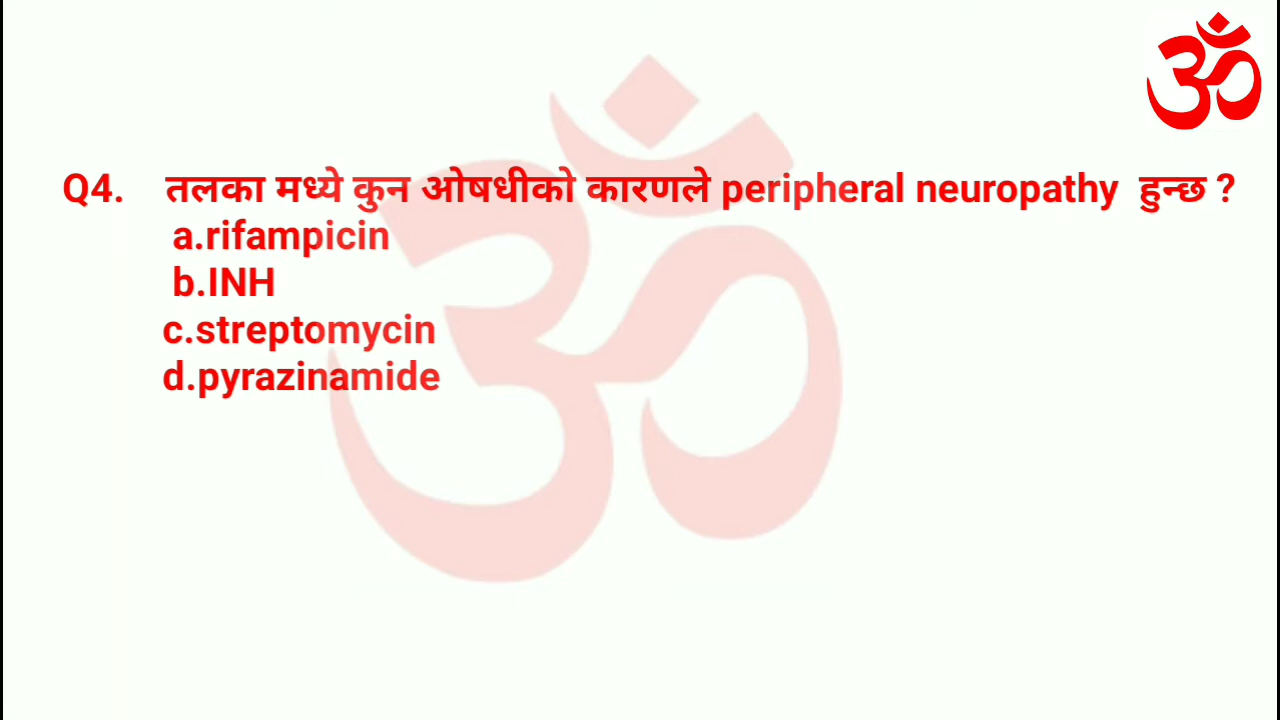 Q4. तलका मध्ये कुन ओषधीको कारणले peripheral neuropathy हुन्छ ?
a.rifampicin
b.INH
c.streptomycin
d.pyrazinamide
ॐ
ॐ